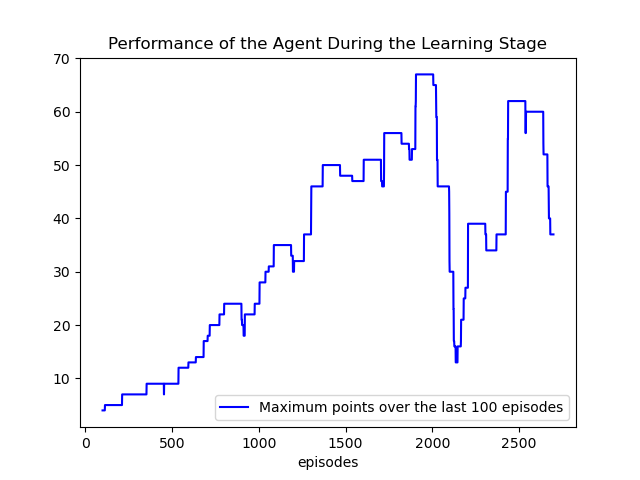 Performance of the Agent During the Learning Stage
70
60
50
40
30
20
10
Maximum points over the last 100 episodes
0 500 1000 1500 2000 2500
episodes